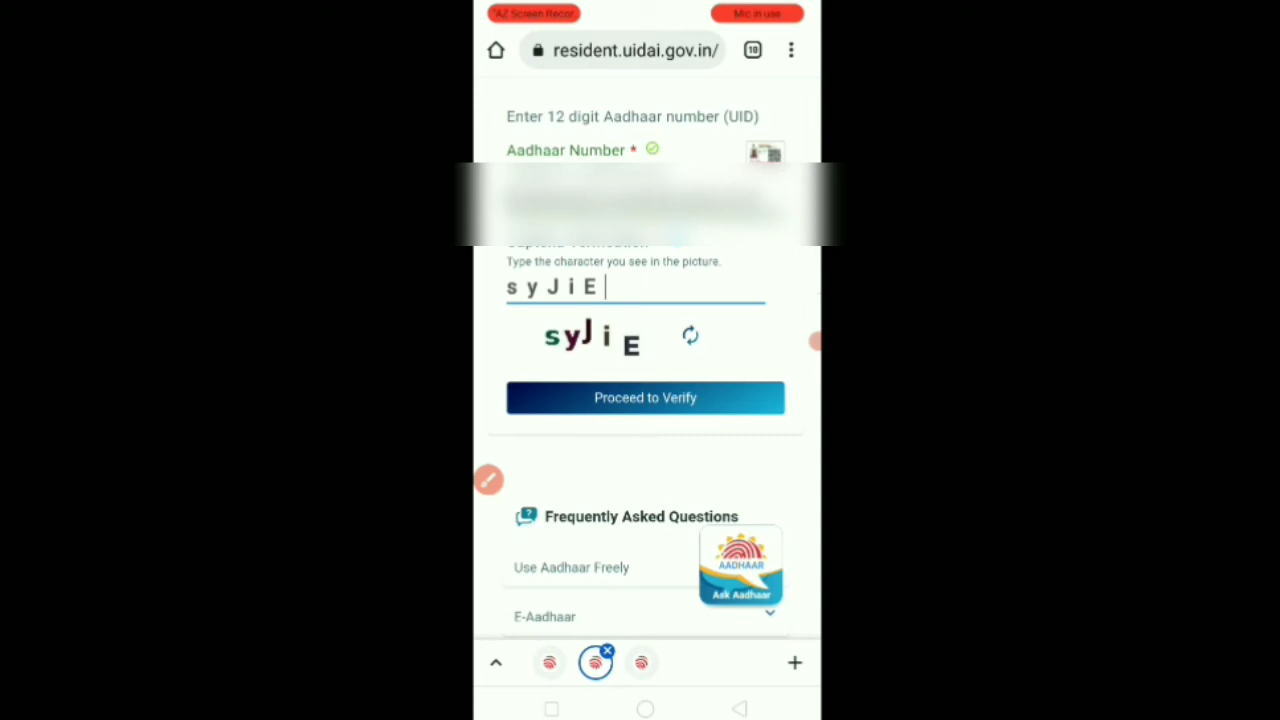 AZ Screen Recor
Mic in use
resident.uidai.gov.in/
18
Enter 12 digit Aadhaar number (UID)
Aadhaar Number *
Type the character you see in the picture.
s y J i E
syJiE
Proceed to Verify
Frequently Asked Questions
Use Aadhaar Freely
AADHAAR
Ask Aadhaar
E-Aadhaar